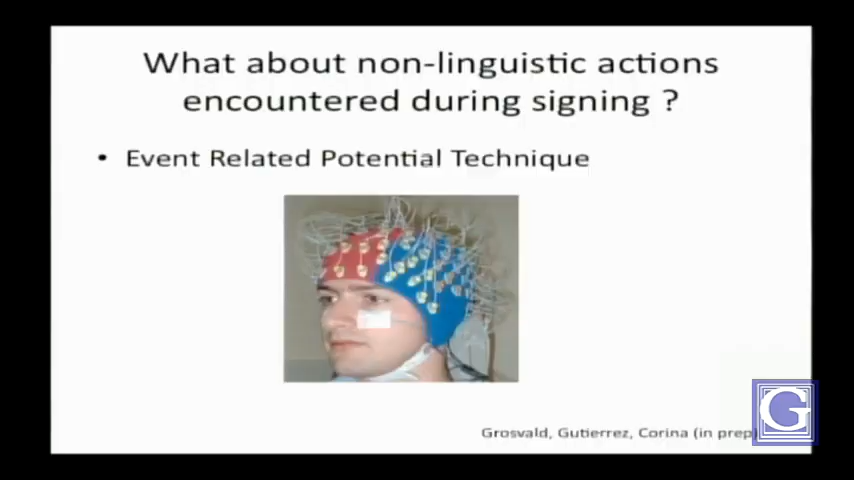 What about non-linguistic actions
encountered during signing ?
• Event Related Potential Technique
Grosvald, Gutierrez, Corina (in prep)
G